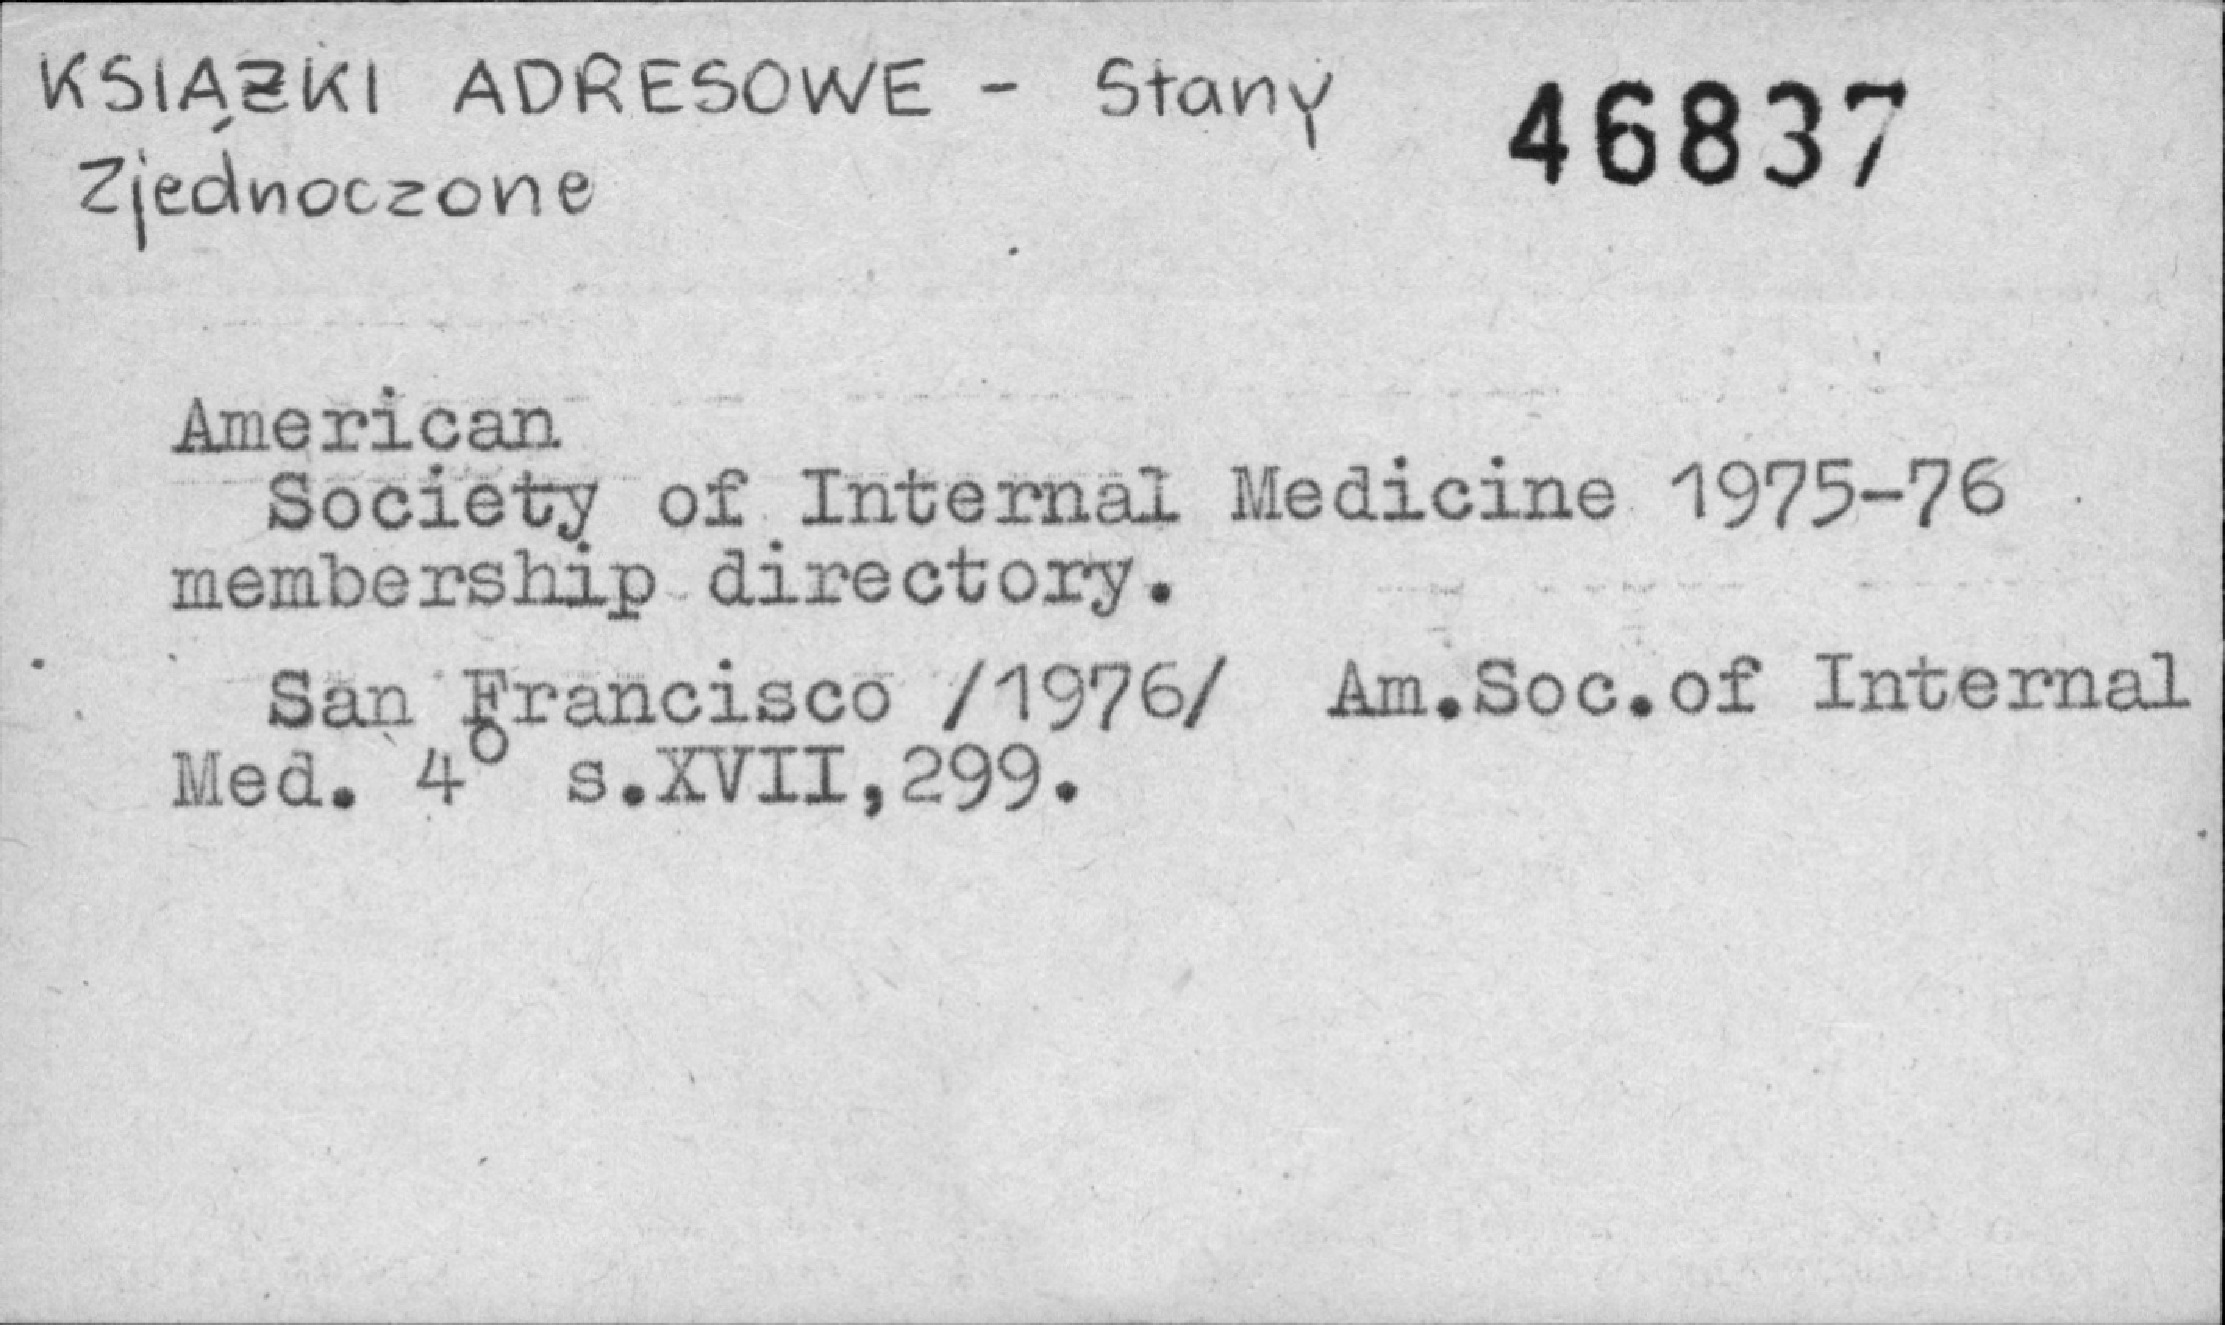 KSIĄƵKI ADRESOWE - Stany 46837
Zjednoczone
American
Society of Internal Medicine 1975-76
membership directory.
San Francisco /1976/ Am.Soc.of Internal
Med. 4° s.XVII,299.